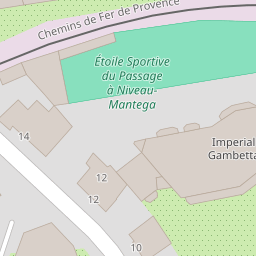 Chemins de Fer de Provence
Étoile Sportive
du Passage
à Niveau-
Mantega
14
Imperial
Gambetta
12
12
10